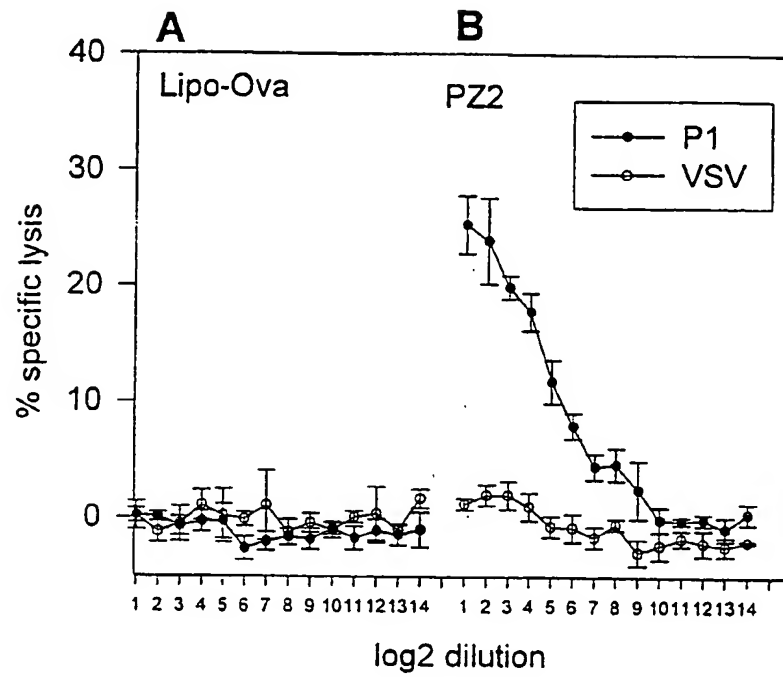 A B
40
Lipo-Ova
PZ2
P1
VSV
30
20
10
0
% specific lysis
1 2 3 4 5 6 7 8 9 10 11 12 13 14 1 2 3 4 5 6 7 8 9 10 11 12 13 14
log2 dilution